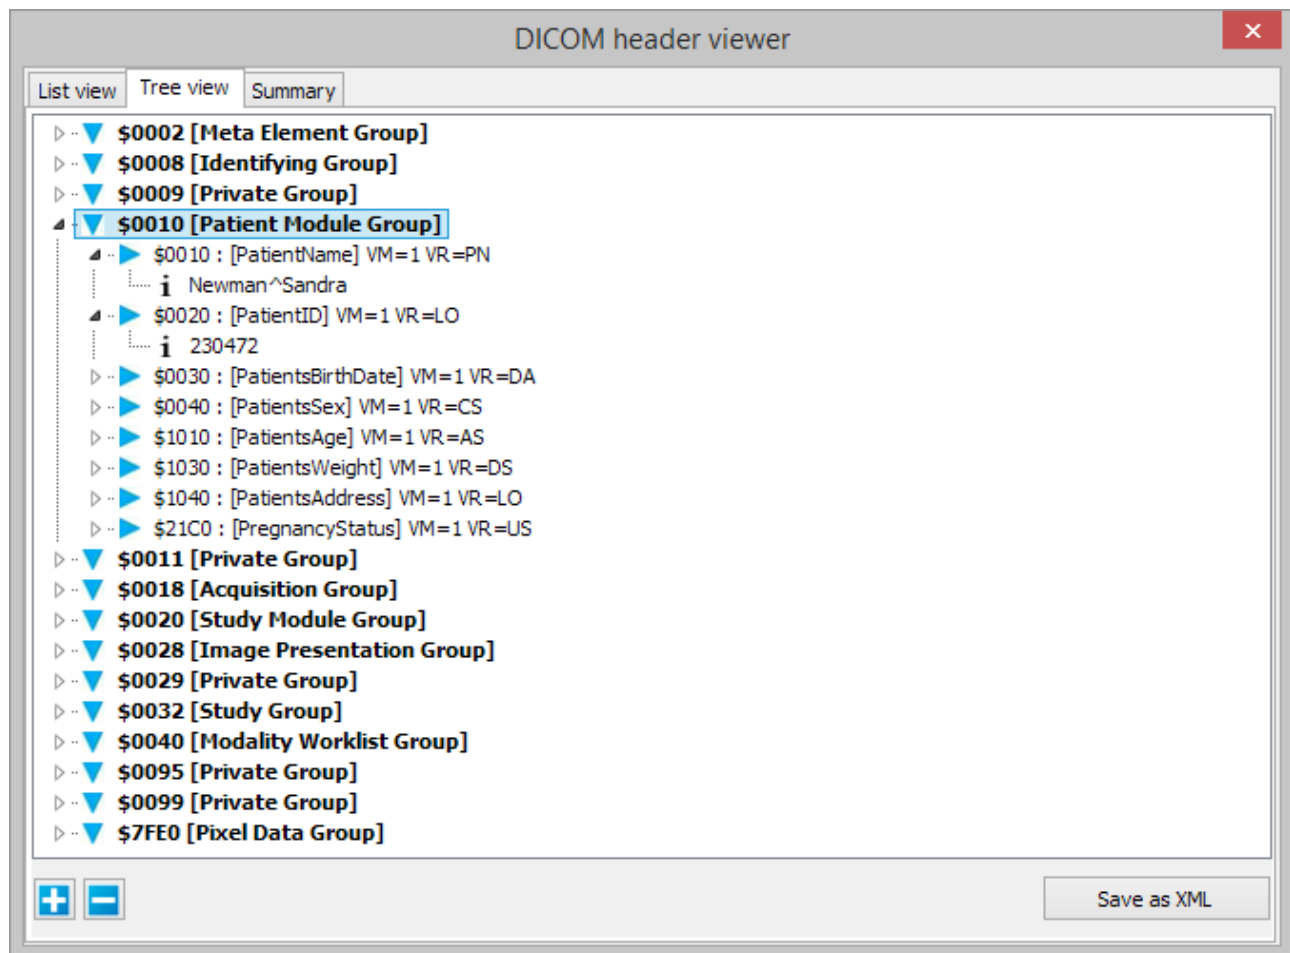 DICOM header viewer
List view Tree view Summary
$0002 [Meta Element Group]
$0008 [Identifying Group]
$0009 [Private Group]
$0010 [Patient Module Group]
$0010 : [PatientName] VM=1 VR=PN
Newman^Sandra
$0020 : [PatientID] VM=1 VR=LO
230472
$0030 : [PatientsBirthDate] VM=1 VR=DA
$0040 : [PatientsSex] VM=1 VR=CS
$1010 : [PatientsAge] VM=1 VR=AS
$1030 : [PatientsWeight] VM=1 VR=DS
$1040 : [PatientsAddress] VM=1 VR=LO
$21C0 : [PregnancyStatus] VM=1 VR=US
$0011 [Private Group]
$0018 [Acquisition Group]
$0020 [Study Module Group]
$0028 [Image Presentation Group]
$0029 [Private Group]
$0032 [Study Group]
$0040 [Modality Worklist Group]
$0095 [Private Group]
$0099 [Private Group]
$7FE0 [Pixel Data Group]
Save as XML